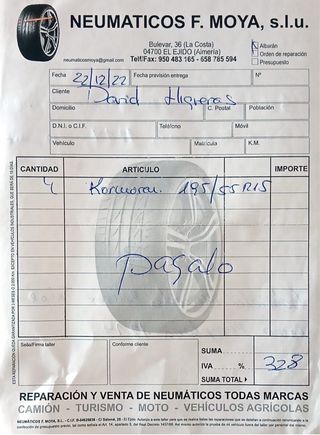 NEUMATICOS F. MOYA, s.l.u.
Bulevar, 36 (La Costa)
04700 EL EJIDO (Almería)
neumaticosmoya@gmail.com Telf/Fax: 950 483 165 - 658 785 594
Albarán
Orden de reparación
Presupuesto
Fecha 22/12/22 Fecha previsión entrega Nº
Cliente David Higueras
Domicilio C. Postal Población
D.N.I. o C.I.F. Teléfono Móvil
Vehículo Matrícula K.M.
CANTIDAD ARTICULO IMPORTE
4 Kormoran 195/55R15
pagado
Sello/Firma taller Conforme cliente
SUMA
IVA ...... % 328
SUMA TOTAL
REPARACIÓN Y VENTA DE NEUMÁTICOS TODAS MARCAS
CAMIÓN - TURISMO - MOTO - VEHÍCULOS AGRÍCOLAS